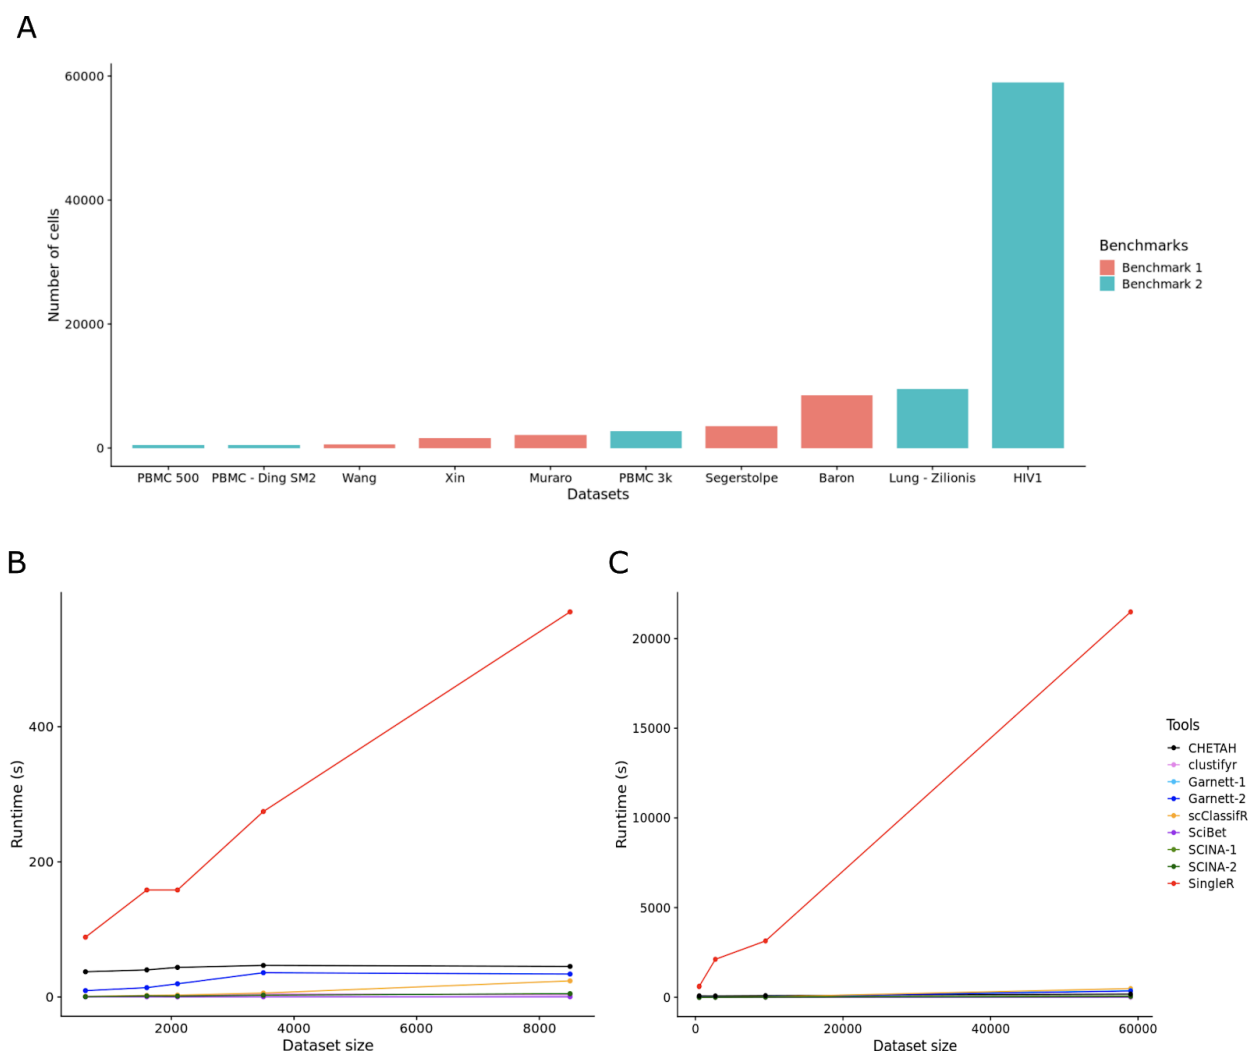 A
60000
40000
20000
0
Number of cells
PBMC 500 PBMC - Ding SM2 Wang Xin Muraro PBMC 3k Segerstolpe Baron Lung - Zilionis HIV1
Datasets
Benchmarks
Benchmark 1
Benchmark 2
B
400
200
0
Runtime (s)
2000 4000 6000 8000
Dataset size
C
20000
15000
10000
5000
0
Runtime (s)
0 20000 40000 60000
Dataset size
Tools
CHETAH
clustifyr
Garnett-1
Garnett-2
scClassifR
SciBet
SCINA-1
SCINA-2
SingleR